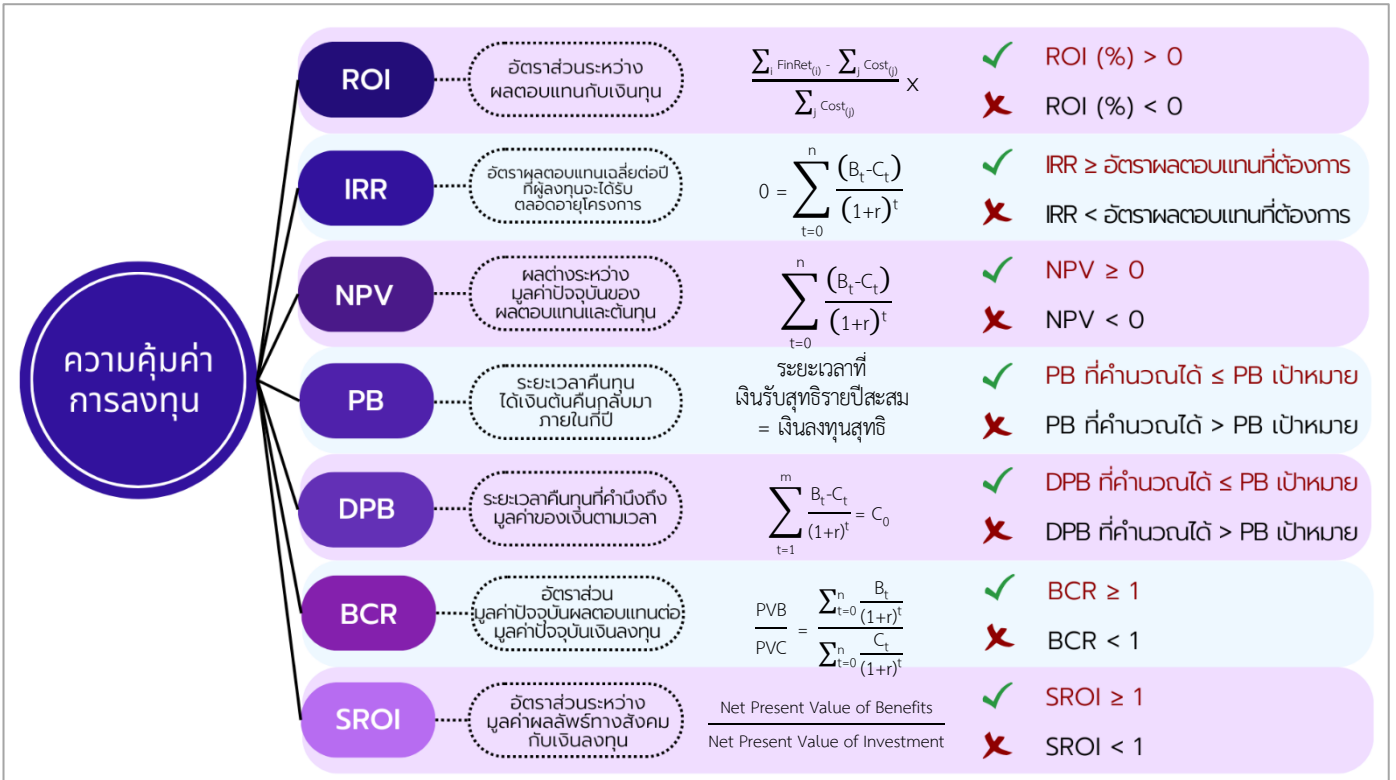 ความคุ้มค่า
การลงทุน
ROI
อัตราส่วนระหว่าง
ผลตอบแทนกับเงินทุน
∑i FinRet(i) - ∑j Cost(j)
∑j Cost(j)
X
ROI (%) > 0
ROI (%) < 0
IRR
อัตราผลตอบแทนเฉลี่ยต่อปี
ที่ผู้ลงทุนจะได้รับ
ตลอดอายุโครงการ
n
0 = ∑ (Bt-Ct)
(1+r)^t
t=0
IRR ≥ อัตราผลตอบแทนที่ต้องการ
IRR < อัตราผลตอบแทนที่ต้องการ
NPV
ผลต่างระหว่าง
มูลค่าปัจจุบันของ
ผลตอบแทนและต้นทุน
n
∑ (Bt-Ct)
(1+r)^t
t=0
NPV ≥ 0
NPV < 0
PB
ระยะเวลาคืนทุน
ได้เงินต้นคืนกลับมา
ภายในกี่ปี
ระยะเวลาที่
เงินรับสุทธิรายปีสะสม
= เงินลงทุนสุทธิ
PB ที่คำนวณได้ ≤ PB เป้าหมาย
PB ที่คำนวณได้ > PB เป้าหมาย
DPB
ระยะเวลาคืนทุนที่คำนึงถึง
มูลค่าของเงินตามเวลา
m
∑ Bt-Ct = C0
(1+r)^t
t=1
DPB ที่คำนวณได้ ≤ PB เป้าหมาย
DPB ที่คำนวณได้ > PB เป้าหมาย
BCR
อัตราส่วน
มูลค่าปัจจุบันผลตอบแทนต่อ
มูลค่าปัจจุบันเงินลงทุน
PVB
PVC
=
∑t=0 n Bt
(1+r)^t
∑t=0 n Ct
(1+r)^t
BCR ≥ 1
BCR < 1
SROI
อัตราส่วนระหว่าง
มูลค่าผลลัพธ์ทางสังคม
กับเงินลงทุน
Net Present Value of Benefits
Net Present Value of Investment
SROI ≥ 1
SROI < 1